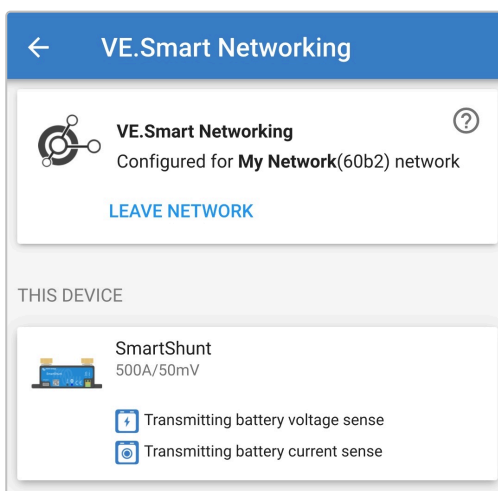 VE.Smart Networking
VE.Smart Networking
Configured for My Network(60b2) network
LEAVE NETWORK
THIS DEVICE
SmartShunt
500A/50mV
Transmitting battery voltage sense
Transmitting battery current sense